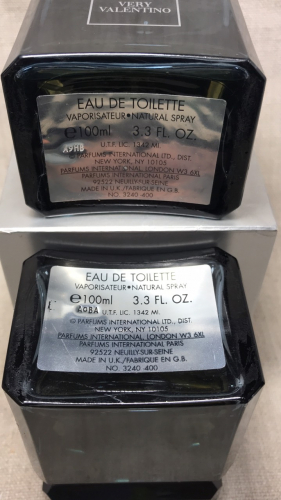 VERY
VALENTINO
EAU DE TOILETTE
VAPORISATEUR•NATURAL SPRAY
℮100ml 3.3 FL. OZ.
U.T.F. LIC. 1342 MI.
© PARFUMS INTERNATIONAL LTD., DIST.
NEW YORK, NY 10105
PARFUMS INTERNATIONAL, LONDON W3 6XL
PARFUMS INTERNATIONAL PARIS
92522 NEUILLY-SUR-SEINE
MADE IN U.K./FABRIQUE EN G.B.
NO. 3240 400
EAU DE TOILETTE
VAPORISATEUR•NATURAL SPRAY
℮100ml 3.3 FL. OZ.
U.T.F. LIC. 1342 MI.
© PARFUMS INTERNATIONAL LTD., DIST.
NEW YORK, NY 10105
PARFUMS INTERNATIONAL, LONDON W3 6XL
PARFUMS INTERNATIONAL PARIS
92522 NEUILLY-SUR-SEINE
MADE IN U.K./FABRIQUE EN G.B.
NO. 3240 400